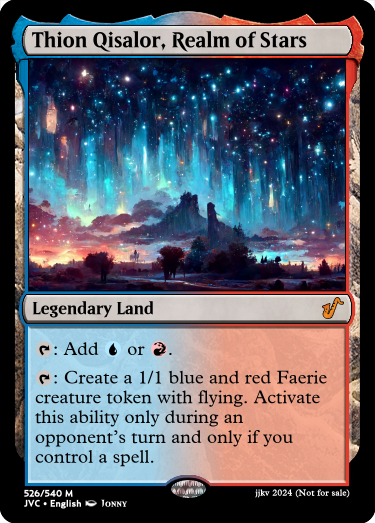 Thion Qisalor, Realm of Stars
Legendary Land
: Add or .
: Create a 1/1 blue and red Faerie
creature token with flying. Activate
this ability only during an
opponent's turn and only if you
control a spell.
526/540 M
JVC • English Jonny
jjkv 2024 (Not for sale)